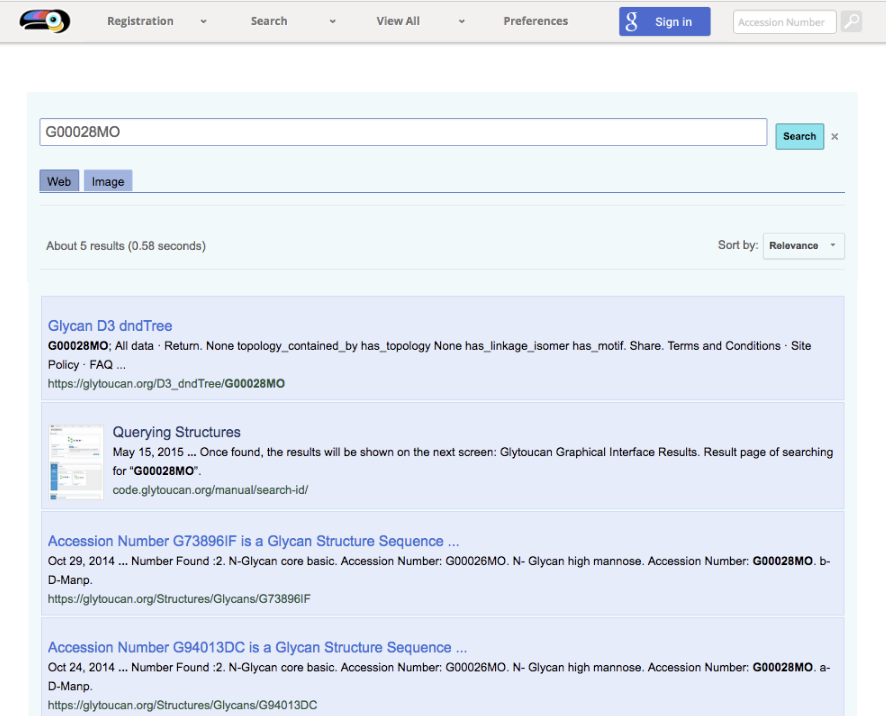 Registration Search View All Preferences g Sign in Accession Number
G00028MO Search ×
Web Image
About 5 results (0.58 seconds) Sort by: Relevance
Glycan D3 dndTree
G00028MO; All data · Return. None topology_contained_by has_topology None has_linkage_isomer has_motif. Share. Terms and Conditions · Site
Policy · FAQ ...
https://glytoucan.org/D3_dndTree/G00028MO
Querying Structures
May 15, 2015 ... Once found, the results will be shown on the next screen: Glytoucan Graphical Interface Results. Result page of searching
for "G00028MO".
code.glytoucan.org/manual/search-id/
Accession Number G73896IF is a Glycan Structure Sequence ...
Oct 29, 2014 ... Number Found :2. N-Glycan core basic. Accession Number: G00026MO. N- Glycan high mannose. Accession Number: G00028MO. b-
D-Manp.
https://glytoucan.org/Structures/Glycans/G73896IF
Accession Number G94013DC is a Glycan Structure Sequence ...
Oct 24, 2014 ... Number Found :2. N-Glycan core basic. Accession Number: G00026MO. N- Glycan high mannose. Accession Number: G00028MO. a-
D-Manp.
https://glytoucan.org/Structures/Glycans/G94013DC